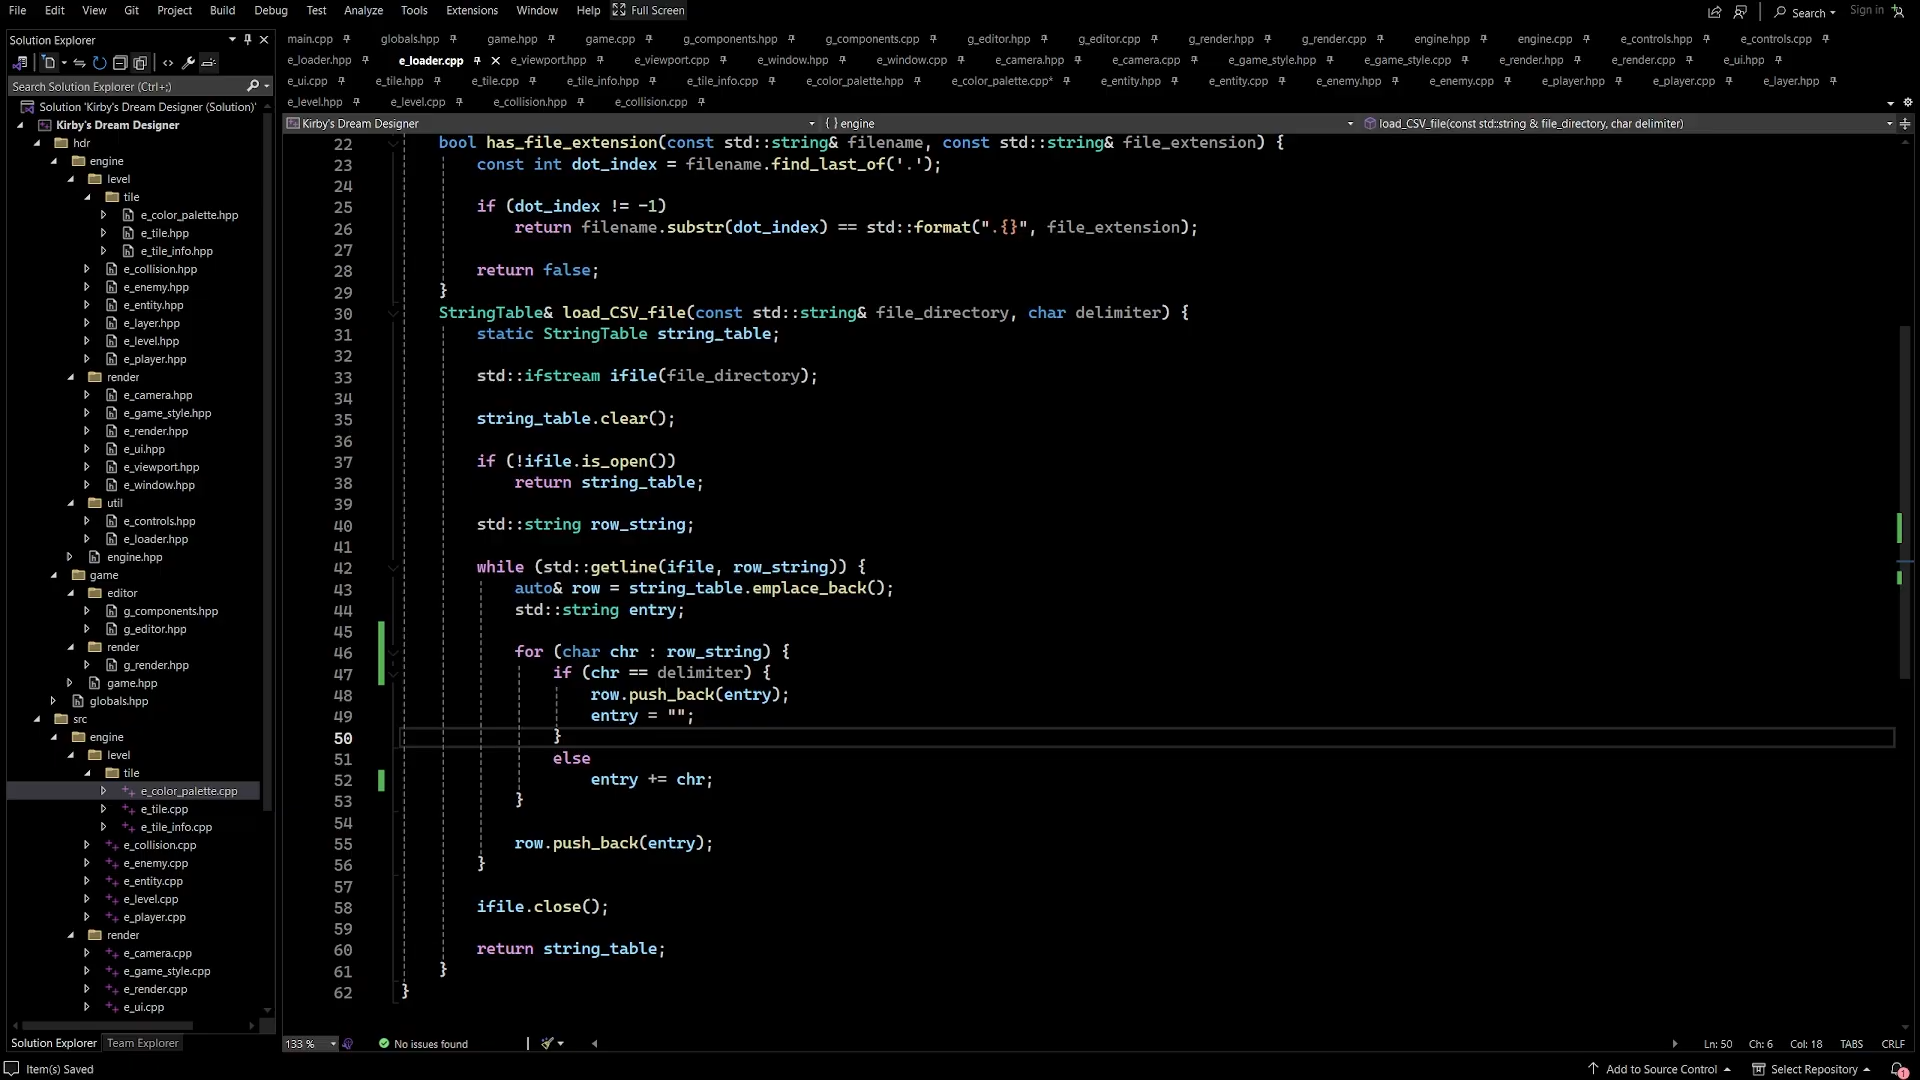 File Edit View Git Project Build Debug Test Analyze Tools Extensions Window Help Full Screen Search Sign in
Solution Explorer
Search Solution Explorer (Ctrl+;)
Solution 'Kirby's Dream Designer (Solution)'
Kirby's Dream Designer
hdr
engine
level
tile
e_color_palette.hpp
e_tile.hpp
e_tile_info.hpp
e_collision.hpp
e_enemy.hpp
e_entity.hpp
e_layer.hpp
e_level.hpp
e_player.hpp
render
e_camera.hpp
e_game_style.hpp
e_render.hpp
e_ui.hpp
e_viewport.hpp
e_window.hpp
util
e_controls.hpp
e_loader.hpp
engine.hpp
game
editor
g_components.hpp
g_editor.hpp
render
g_render.hpp
game.hpp
globals.hpp
src
engine
level
tile
e_color_palette.cpp
e_tile.cpp
e_tile_info.cpp
e_collision.cpp
e_enemy.cpp
e_entity.cpp
e_level.cpp
e_player.cpp
render
e_camera.cpp
e_game_style.cpp
e_render.cpp
e_ui.cpp
Solution Explorer Team Explorer
main.cpp globals.hpp game.hpp game.cpp g_components.hpp g_components.cpp g_editor.hpp g_editor.cpp g_render.hpp g_render.cpp engine.hpp engine.cpp e_controls.hpp e_controls.cpp
e_loader.hpp e_loader.cpp e_viewport.hpp e_viewport.cpp e_window.hpp e_window.cpp e_camera.hpp e_camera.cpp e_game_style.hpp e_game_style.cpp e_render.hpp e_render.cpp e_ui.hpp
e_ui.cpp e_tile.hpp e_tile.cpp e_tile_info.hpp e_tile_info.cpp e_color_palette.hpp e_color_palette.cpp* e_entity.hpp e_entity.cpp e_enemy.hpp e_enemy.cpp e_player.hpp e_player.cpp e_layer.hpp
e_level.hpp e_level.cpp e_collision.hpp e_collision.cpp
Kirby's Dream Designer {} engine load_CSV_file(const std::string & file_directory, char delimiter)
22 bool has_file_extension(const std::string& filename, const std::string& file_extension) {
23 const int dot_index = filename.find_last_of('.');
24
25 if (dot_index != -1)
26 return filename.substr(dot_index) == std::format(".{}", file_extension);
27
28 return false;
29 }
30 StringTable& load_CSV_file(const std::string& file_directory, char delimiter) {
31 static StringTable string_table;
32
33 std::ifstream ifile(file_directory);
34
35 string_table.clear();
36
37 if (!ifile.is_open())
38 return string_table;
39
40 std::string row_string;
41
42 while (std::getline(ifile, row_string)) {
43 auto& row = string_table.emplace_back();
44 std::string entry;
45
46 for (char chr : row_string) {
47 if (chr == delimiter) {
48 row.push_back(entry);
49 entry = "";
50 }
51 else
52 entry += chr;
53 }
54
55 row.push_back(entry);
56 }
57
58 ifile.close();
59
60 return string_table;
61 }
62 }
133 % No issues found Ln: 50 Ch: 6 Col: 18 TABS CRLF
Item(s) Saved Add to Source Control Select Repository 1